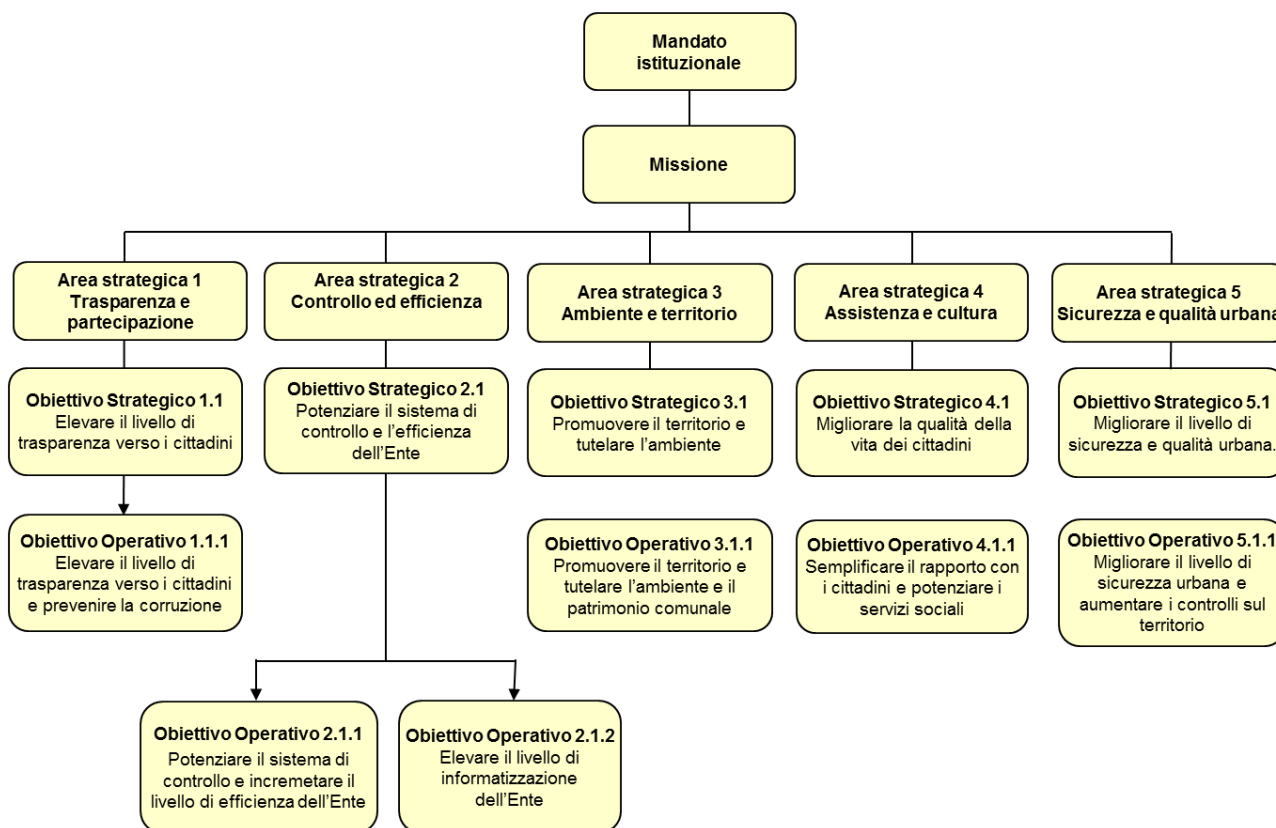 Mandato
istituzionale
Missione
Area strategica 1
Trasparenza e
partecipazione
Area strategica 2
Controllo ed efficienza
Area strategica 3
Ambiente e territorio
Area strategica 4
Assistenza e cultura
Area strategica 5
Sicurezza e qualità urbana
Obiettivo Strategico 1.1
Elevare il livello di
trasparenza verso i cittadini
Obiettivo Strategico 2.1
Potenziare il sistema di
controllo e l’efficienza
dell’Ente
Obiettivo Strategico 3.1
Promuovere il territorio e
tutelare l’ambiente
Obiettivo Strategico 4.1
Migliorare la qualità della
vita dei cittadini
Obiettivo Strategico 5.1
Migliorare il livello di
sicurezza e qualità urbana.
Obiettivo Operativo 1.1.1
Elevare il livello di
trasparenza verso i cittadini
e prevenire la corruzione
Obiettivo Operativo 3.1.1
Promuovere il territorio e
tutelare l’ambiente e il
patrimonio comunale
Obiettivo Operativo 4.1.1
Semplificare il rapporto con
i cittadini e potenziare i
servizi sociali
Obiettivo Operativo 5.1.1
Migliorare il livello di
sicurezza urbana e
aumentare i controlli sul
territorio
Obiettivo Operativo 2.1.1
Potenziare il sistema di
controllo e incremetare il
livello di efficienza dell’Ente
Obiettivo Operativo 2.1.2
Elevare il livello di
informatizzazione
dell’Ente